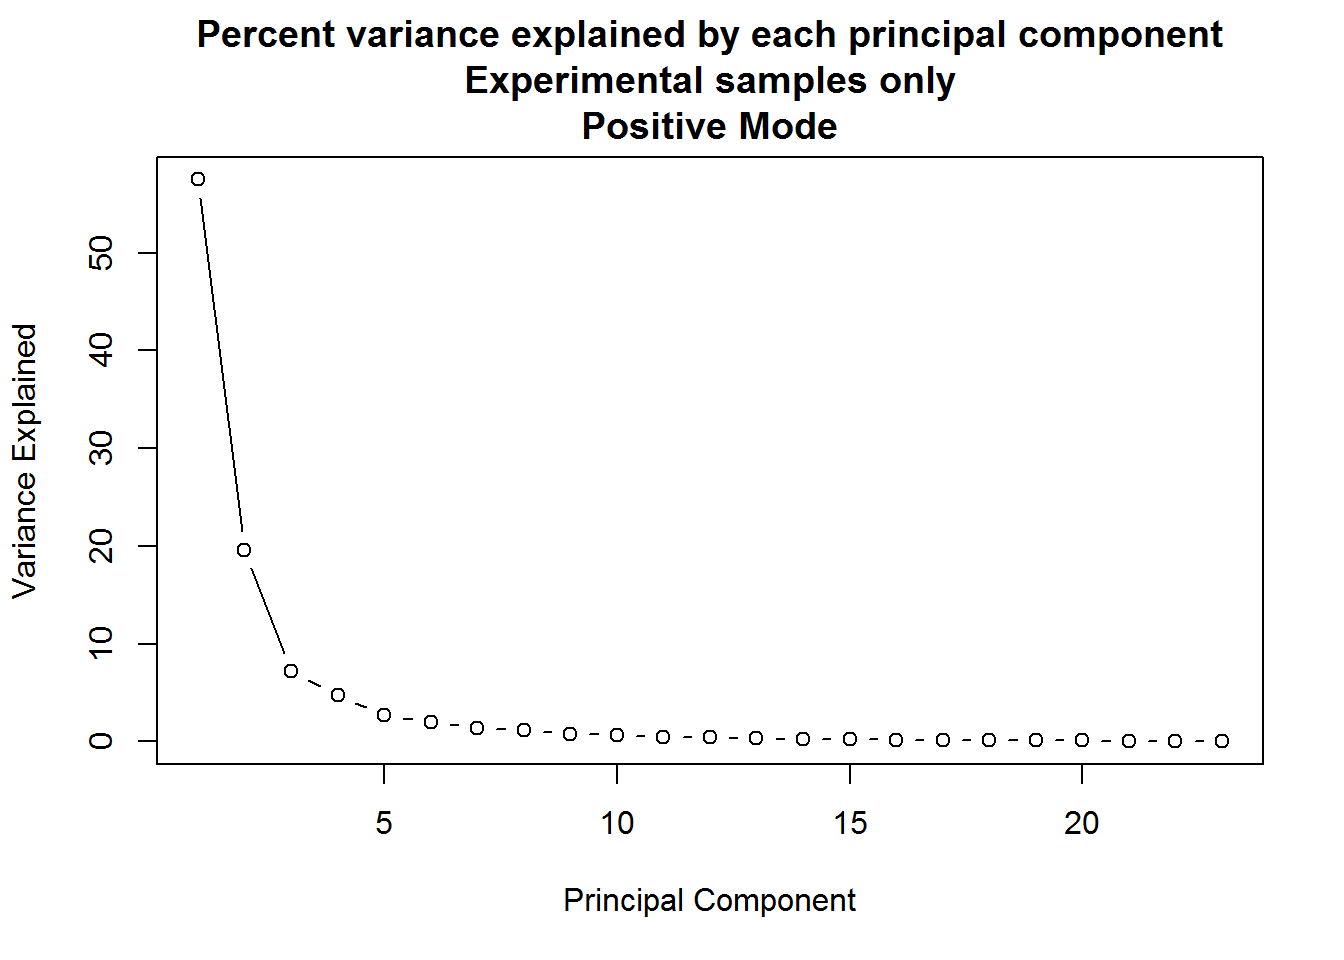 Percent variance explained by each principal component
Experimental samples only
Positive Mode
Variance Explained
50
40
30
20
10
0
5
10
15
20
Principal Component